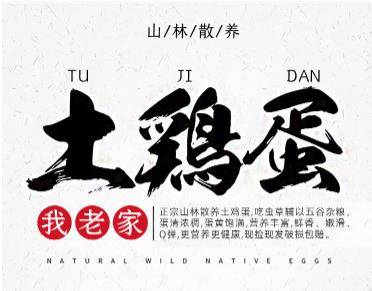 山/林/散/养
TU JI DAN
土鸡蛋
我老家
正宗山林散养土鸡蛋,吃虫草辅以五谷杂粮,
蛋清浓稠,蛋黄饱满,营养丰富,鲜香、嫩滑、
Q弹,更营养更健康,现捡现发破损包赔。
NATURAL WILD NATIVE EGGS